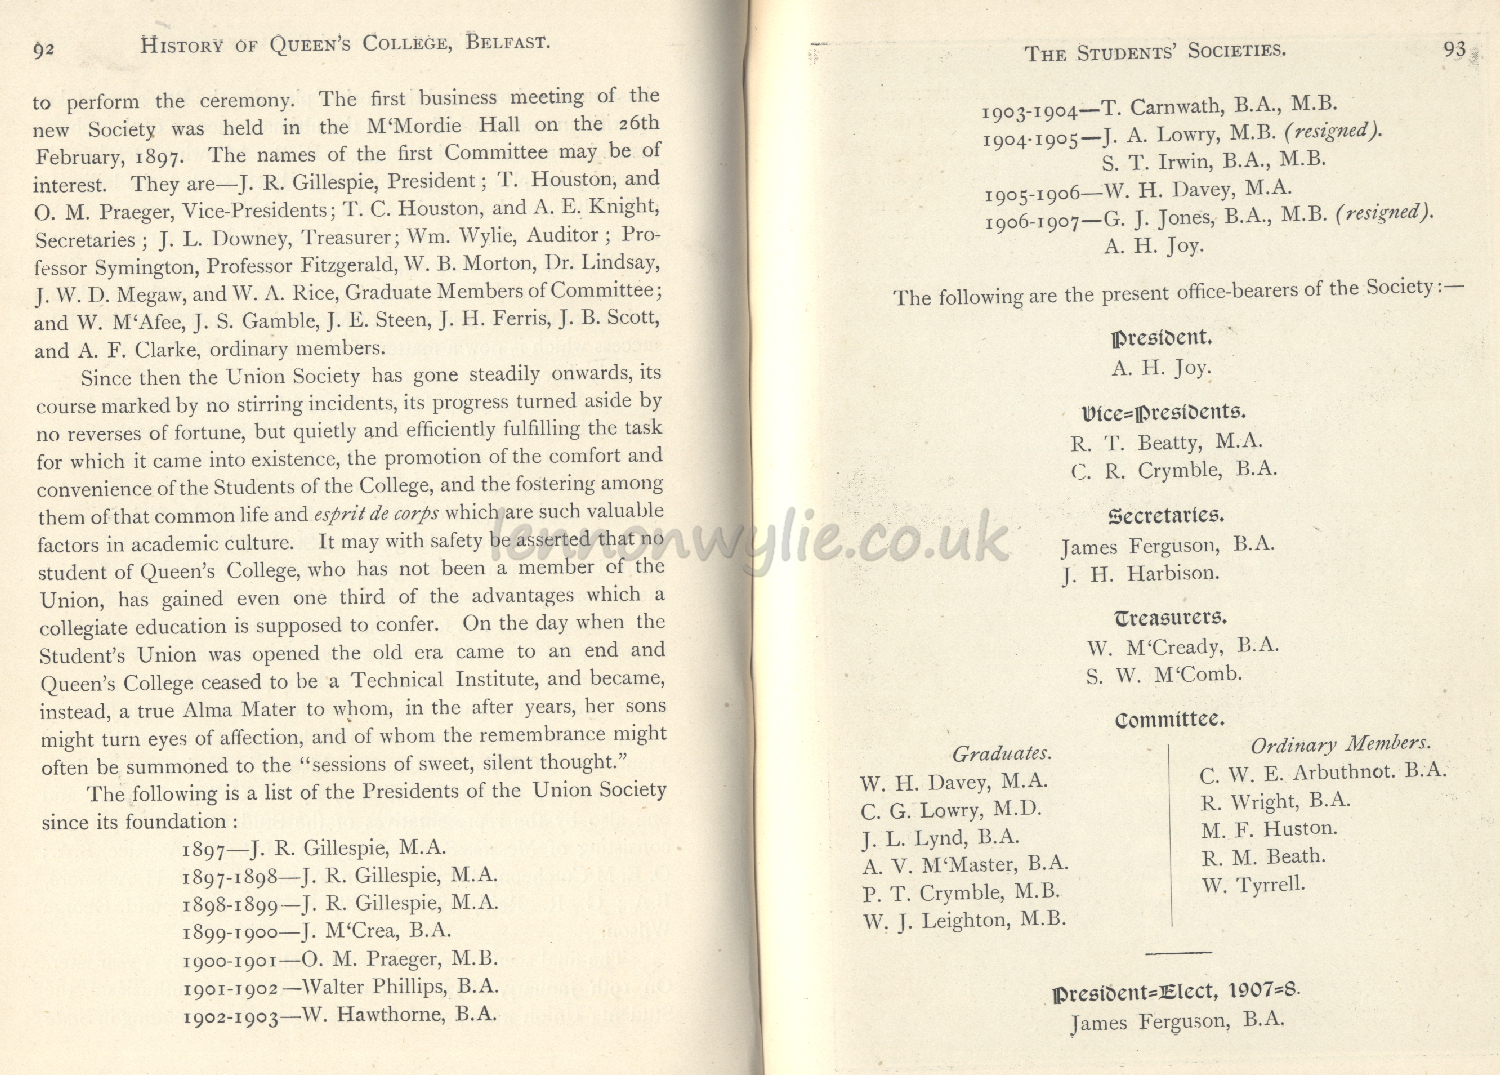 92 HISTORY OF QUEEN'S COLLEGE, BELFAST.
to perform the ceremony. The first business meeting of the
new Society was held in the M‘Mordie Hall on the 26th
February, 1897. The names of the first Committee may be of
interest. They are—J. R. Gillespie, President; T. Houston, and
O. M. Praeger, Vice-Presidents; T. C. Houston, and A. E. Knight,
Secretaries; J. L. Downey, Treasurer; Wm. Wylie, Auditor; Pro-
fessor Symington, Professor Fitzgerald, W. B. Morton, Dr. Lindsay,
J. W. D. Megaw, and W. A. Rice, Graduate Members of Committee;
and W. M‘Afee, J. S. Gamble, J. E. Steen, J. H. Ferris, J. B. Scott,
and A. F. Clarke, ordinary members.
Since then the Union Society has gone steadily onwards, its
course marked by no stirring incidents, its progress turned aside by
no reverses of fortune, but quietly and efficiently fulfilling the task
for which it came into existence, the promotion of the comfort and
convenience of the Students of the College, and the fostering among
them of that common life and esprit de corps which are such valuable
factors in academic culture. It may with safety be asserted that no
student of Queen's College, who has not been a member of the
Union, has gained even one third of the advantages which a
collegiate education is supposed to confer. On the day when the
Student's Union was opened the old era came to an end and
Queen's College ceased to be a Technical Institute, and became,
instead, a true Alma Mater to whom, in the after years, her sons
might turn eyes of affection, and of whom the remembrance might
often be summoned to the "sessions of sweet, silent thought."
The following is a list of the Presidents of the Union Society
since its foundation:
1897—J. R. Gillespie, M.A.
1897-1898—J. R. Gillespie, M.A.
1898-1899—J. R. Gillespie, M.A.
1899-1900—J. M‘Crea, B.A.
1900-1901—O. M. Praeger, M.B.
1901-1902—Walter Phillips, B.A.
1902-1903—W. Hawthorne, B.A.
THE STUDENTS' SOCIETIES. 93
1903-1904—T. Carnwath, B.A., M.B.
1904-1905—J. A. Lowry, M.B. (resigned).
S. T. Irwin, B.A., M.B.
1905-1906—W. H. Davey, M.A.
1906-1907—G. J. Jones, B.A., M.B. (resigned).
A. H. Joy.
The following are the present office-bearers of the Society:—
President.
A. H. Joy.
Vice-Presidents.
R. T. Beatty, M.A.
C. R. Crymble, B.A.
Secretaries.
James Ferguson, B.A.
J. H. Harbison.
Treasurers.
W. M‘Cready, B.A.
S. W. M‘Comb.
Committee.
Graduates.
W. H. Davey, M.A.
C. G. Lowry, M.D.
J. L. Lynd, B.A.
A. V. M‘Master, B.A.
P. T. Crymble, M.B.
W. J. Leighton, M.B.
Ordinary Members.
C. W. E. Arbuthnot. B.A.
R. Wright, B.A.
M. F. Huston.
R. M. Beath.
W. Tyrrell.
President-Elect, 1907-8.
James Ferguson, B.A.
lennonwylie.co.uk